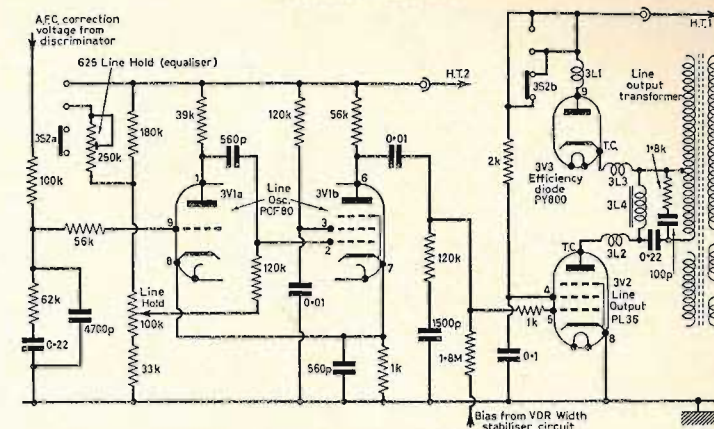 A.F.C. correction
voltage from
discriminator
625 Line Hold (equaliser)
3S2a
250k
180k
39k
560p
120k
56k
0·01
H.T.2
100k
56k
9
1
3V1a
8
Line Osc.
PCF80
3V1b
6
3
2
7
120k
0·01
62k
0·22
4700p
Line
Hold
100k
33k
560p
1k
120k
1500p
1·8M
Bias from VDR Width
stabiliser circuit
H.T.1
3S2b
3L1
9
T.C.
3V3
Efficiency
diode
PY800
Line
output
transformer
1·8k
3L3
3L4
2k
T.C.
3L2
0·22
100p
3V2
Line
Output
PL36
4
5
8
1k
0·1